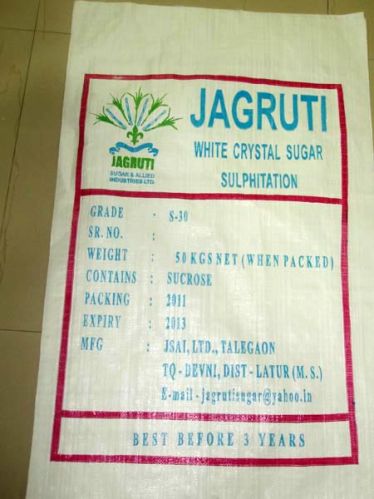 JAGRUTI
WHITE CRYSTAL SUGAR
SULPHITATION
JAGRUTI
SUGAR & ALLIED
INDUSTRIES LTD.
GRADE - S-30
SR. NO. :
WEIGHT : 50 KGS NET (WHEN PACKED)
CONTAINS : SUCROSE
PACKING : 2011
EXPIRY : 2013
MFG : JSAI, LTD., TALEGAON
TQ - DEVNI, DIST - LATUR (M. S.)
E-mail - jagrutisugar@yahoo.in
BEST BEFORE 3 YEARS